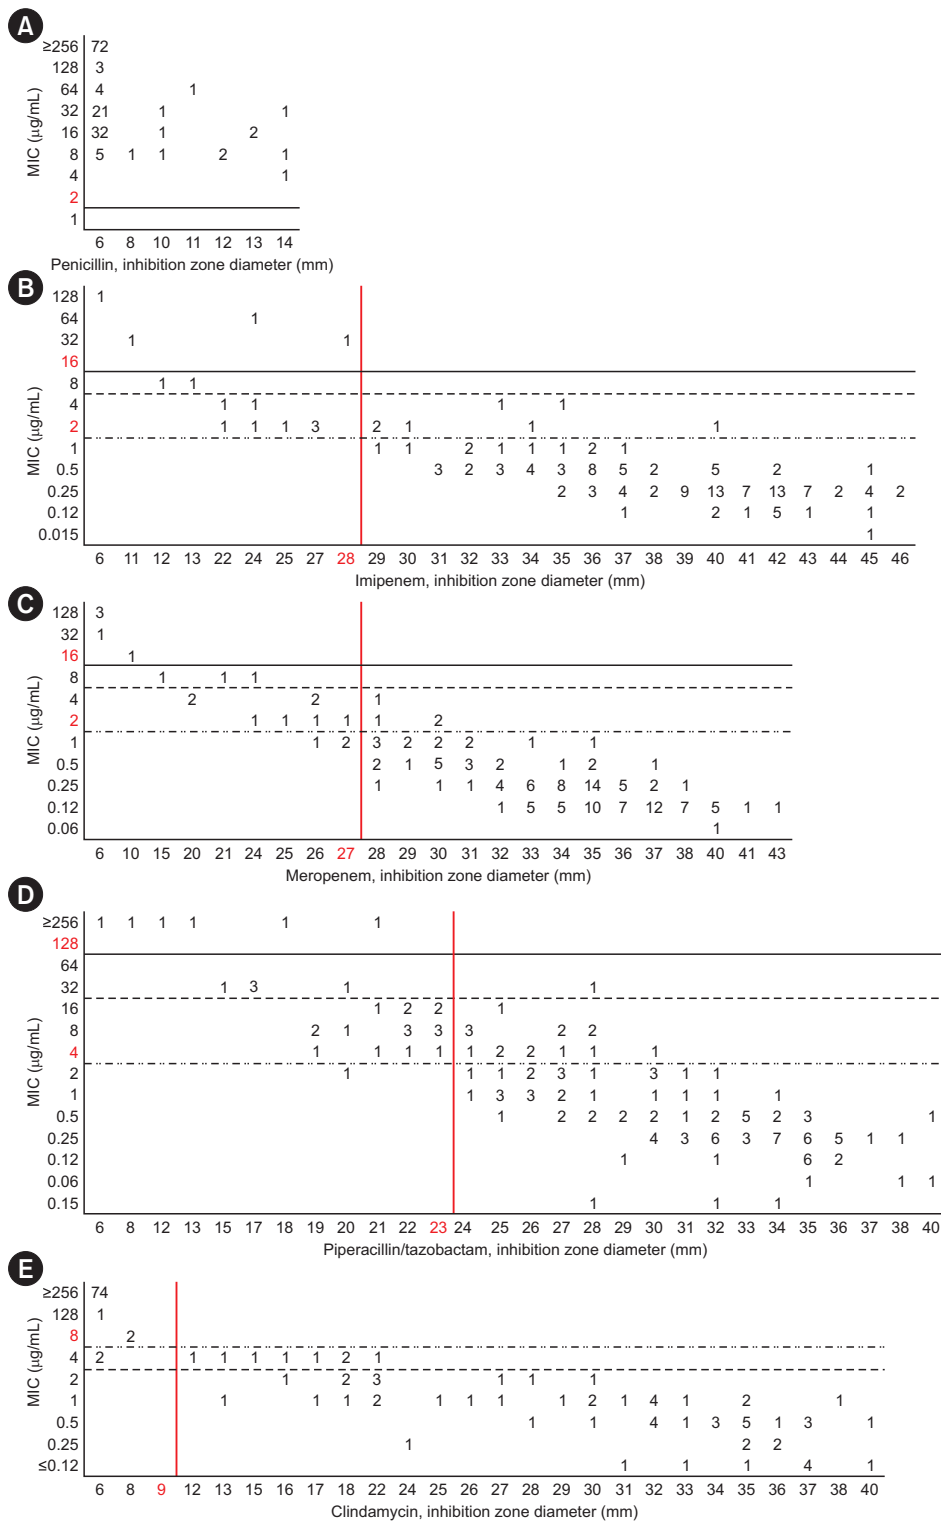 A
≥256 72
128 3
64 4 1
32 21 1 1
16 32 1 2
8 5 1 1 2 1
4 1
2
1
MIC (μg/mL)
6 8 10 11 12 13 14
Penicillin, inhibition zone diameter (mm)
B
128 1
64 1
32 1 1
16
8 1 1
4 1 1 1 1
2 1 1 1 3 2 1 1 1
1 1 1 2 1 1 1 2 1
0.5 3 2 3 4 3 8 5 2 5 2 1
0.25 2 3 4 2 9 13 7 13 7 2 4 2
0.12 1 2 1 5 1 1
0.015 1
MIC (μg/mL)
6 11 12 13 22 24 25 27 28 29 30 31 32 33 34 35 36 37 38 39 40 41 42 43 44 45 46
Imipenem, inhibition zone diameter (mm)
C
128 3
32 1
16 1
8 1 1 1
4 2 2 1
2 1 1 1 1 1 2
1 1 2 3 2 2 2 1 1
0.5 2 1 5 3 2 1 2 1
0.25 1 1 1 4 6 8 14 5 2 1
0.12 1 5 5 10 7 12 7 5 1 1
0.06 1
MIC (μg/mL)
6 10 15 20 21 24 25 26 27 28 29 30 31 32 33 34 35 36 37 38 40 41 43
Meropenem, inhibition zone diameter (mm)
D
≥256 1 1 1 1 1 1
128
64
32 1 3 1 1
16 1 2 2 1
8 2 1 3 3 3 2 2
4 1 1 1 1 1 2 2 1 1 1
2 1 1 1 2 3 1 3 1 1
1 1 3 3 2 1 1 1 1 1
0.5 1 2 2 2 2 1 2 5 2 3 1
0.25 4 3 6 3 7 6 5 1 1
0.12 1 1 6 2
0.06 1 1 1
0.15 1 1 1
MIC (μg/mL)
6 8 12 13 15 17 18 19 20 21 22 23 24 25 26 27 28 29 30 31 32 33 34 35 36 37 38 40
Piperacillin/tazobactam, inhibition zone diameter (mm)
E
≥256 74
128 1
8 2
4 2 1 1 1 1 1 2 1
2 1 2 3 1 1 1
1 1 1 1 2 1 1 1 1 2 1 4 1 2 1
0.5 1 1 4 1 3 5 1 3 1
0.25 1 2 2
≤0.12 1 1 1 4 1
MIC (μg/mL)
6 8 9 12 13 15 16 17 18 22 24 25 26 27 28 29 30 31 32 33 34 35 36 37 38 40
Clindamycin, inhibition zone diameter (mm)